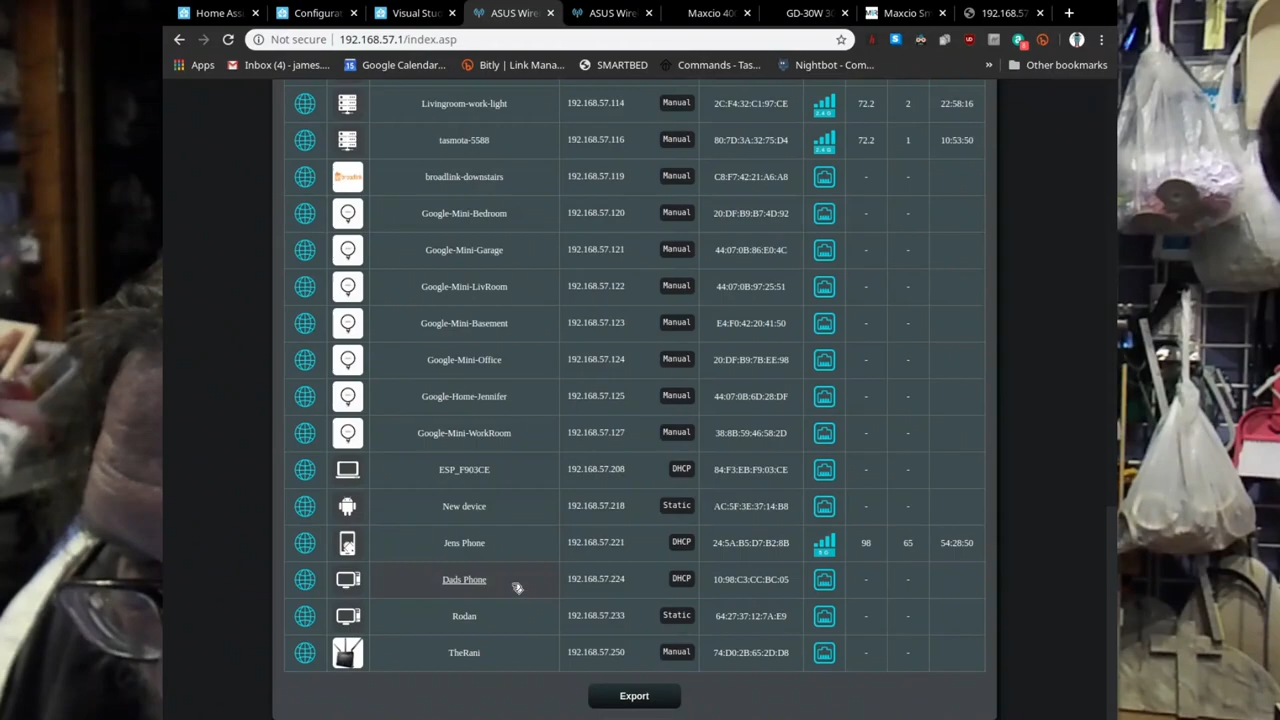 Home Ass
Configurat
Visual Stu
ASUS Wire
ASUS Wire
Maxcio 40
GD-30W 3
Maxcio Sm
192.168.57
Not secure | 192.168.57.1/index.asp
Apps
Inbox (4) - james....
Google Calendar...
Bitly | Link Mana...
SMARTBED
Commands - Tas...
Nightbot - Com...
»
Other bookmarks
Livingroom-work-light 192.168.57.114 Manual 2C:F4:32:C1:97:CE 2.4 G 72.2 2 22:58:16
tasmota-5588 192.168.57.116 Manual 80:7D:3A:32:75:D4 2.4 G 72.2 1 10:53:50
broadlink-downstairs 192.168.57.119 Manual C8:F7:42:21:A6:A8 - -
Google-Mini-Bedroom 192.168.57.120 Manual 20:DF:B9:B7:4D:92 - -
Google-Mini-Garage 192.168.57.121 Manual 44:07:0B:86:E0:4C - -
Google-Mini-LivRoom 192.168.57.122 Manual 44:07:0B:97:25:51 - -
Google-Mini-Basement 192.168.57.123 Manual E4:F0:42:20:41:50 - -
Google-Mini-Office 192.168.57.124 Manual 20:DF:B9:7B:EE:98 - -
Google-Home-Jennifer 192.168.57.125 Manual 44:07:0B:6D:28:DF - -
Google-Mini-WorkRoom 192.168.57.127 Manual 38:8B:59:46:58:2D - -
ESP_F903CE 192.168.57.208 DHCP 84:F3:EB:F9:03:CE - -
New device 192.168.57.218 Static AC:5F:3E:37:14:B8 - -
Jens Phone 192.168.57.221 DHCP 24:5A:B5:D7:B2:8B 5 G 98 65 54:28:50
Dads Phone 192.168.57.224 DHCP 10:98:C3:CC:BC:05 - -
Rodan 192.168.57.233 Static 64:27:37:12:7A:E9 - -
TheRani 192.168.57.250 Manual 74:D0:2B:65:2D:D8 - -
Export